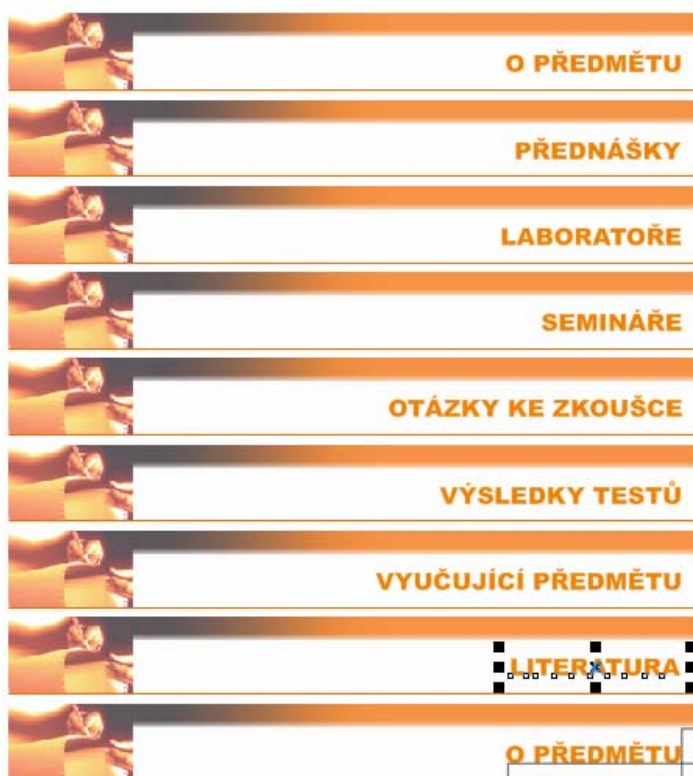 O PŘEDMĚTU
PŘEDNÁŠKY
LABORATOŘE
SEMINÁŘE
OTÁZKY KE ZKOUŠCE
VÝSLEDKY TESTŮ
VYUČUJÍCÍ PŘEDMĚTU
LITERATURA
O PŘEDMĚTU